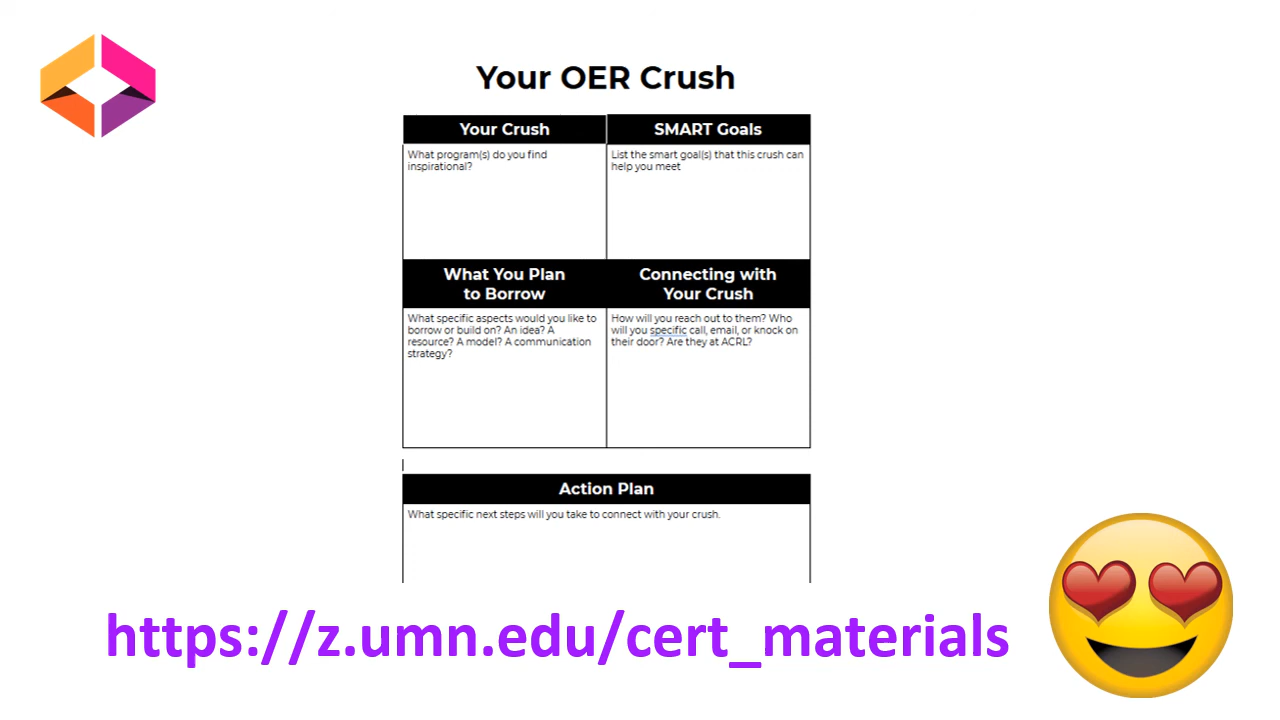 Your OER Crush
Your Crush
SMART Goals
What program(s) do you find
inspirational?
List the smart goal(s) that this crush can
help you meet
What You Plan
to Borrow
Connecting with
Your Crush
What specific aspects would you like to
borrow or build on? An idea? A
resource? A model? A communication
strategy?
How will you reach out to them? Who
will you specific call, email, or knock on
their door? Are they at ACRL?
Action Plan
What specific next steps will you take to connect with your crush.
https://z.umn.edu/cert_materials